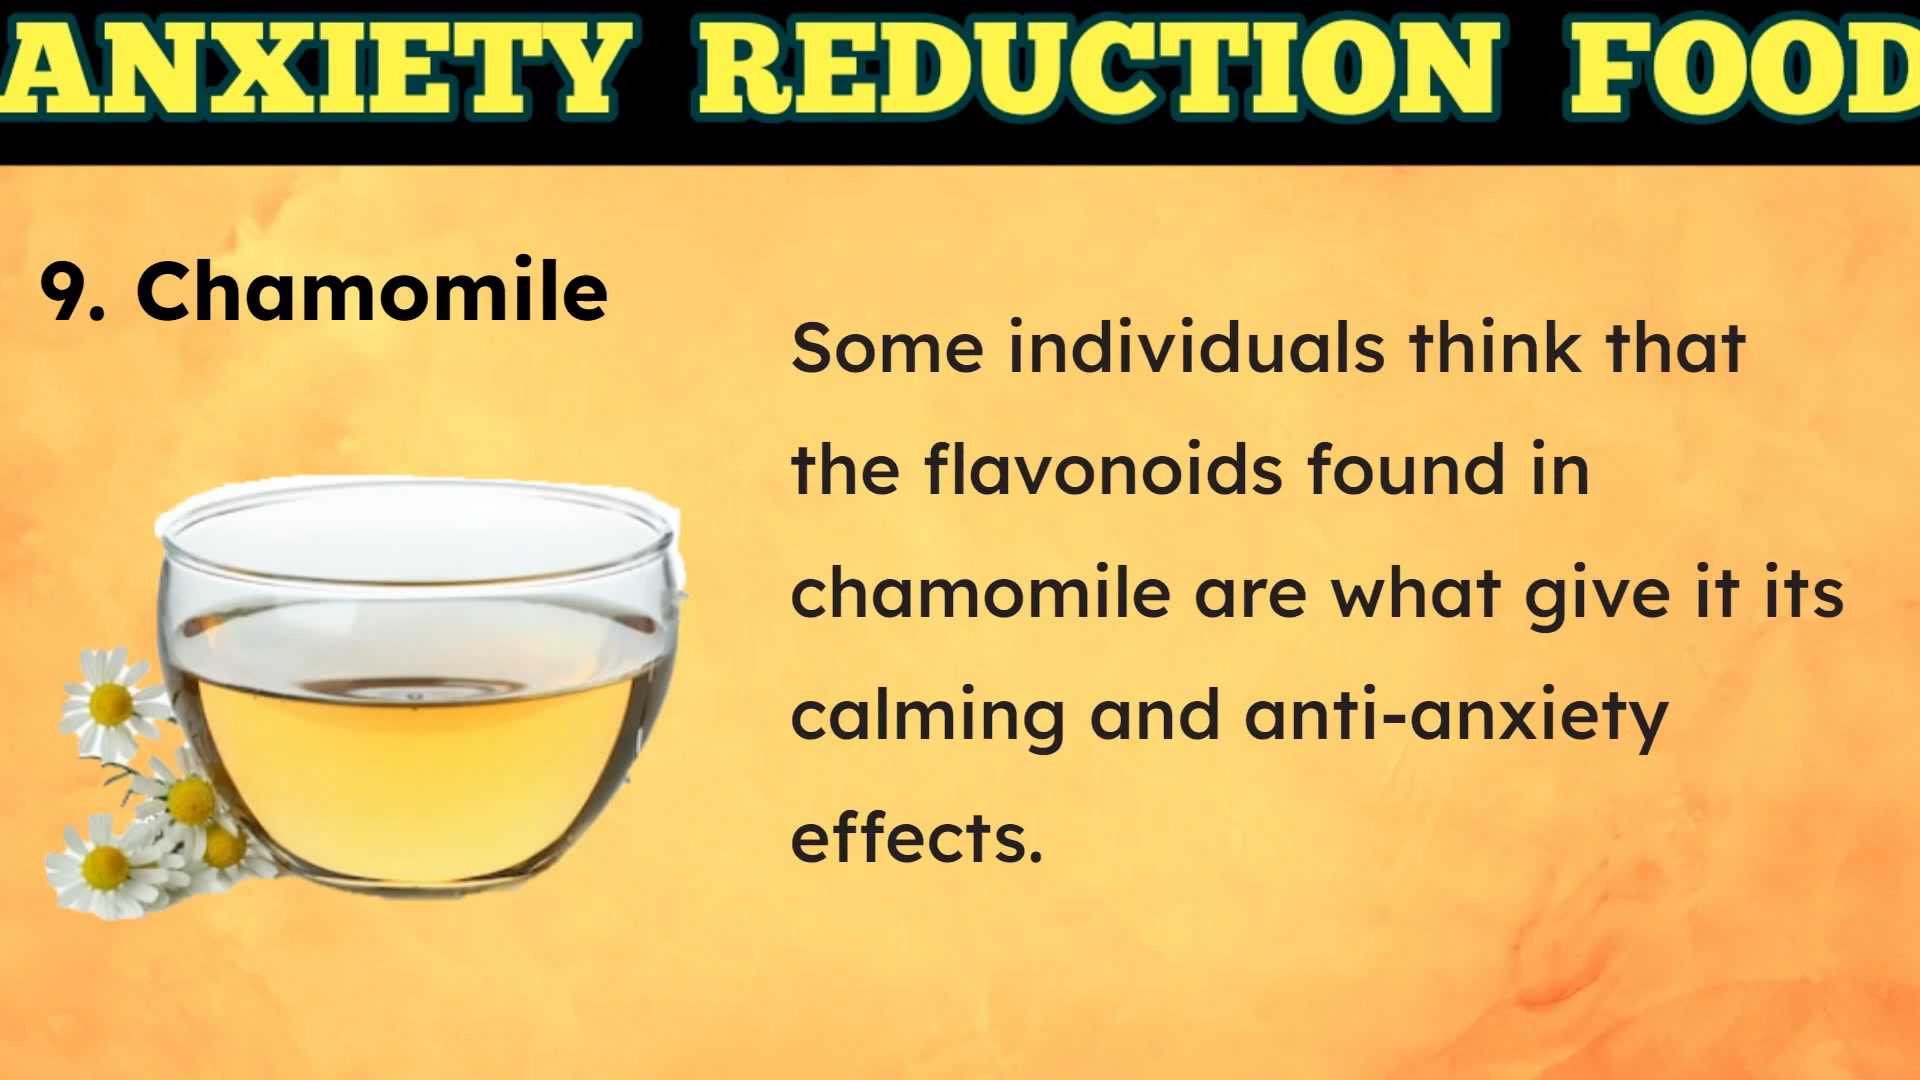 ANXIETY REDUCTION FOOD
9. Chamomile
Some individuals think that
the flavonoids found in
chamomile are what give it its
calming and anti-anxiety
effects.